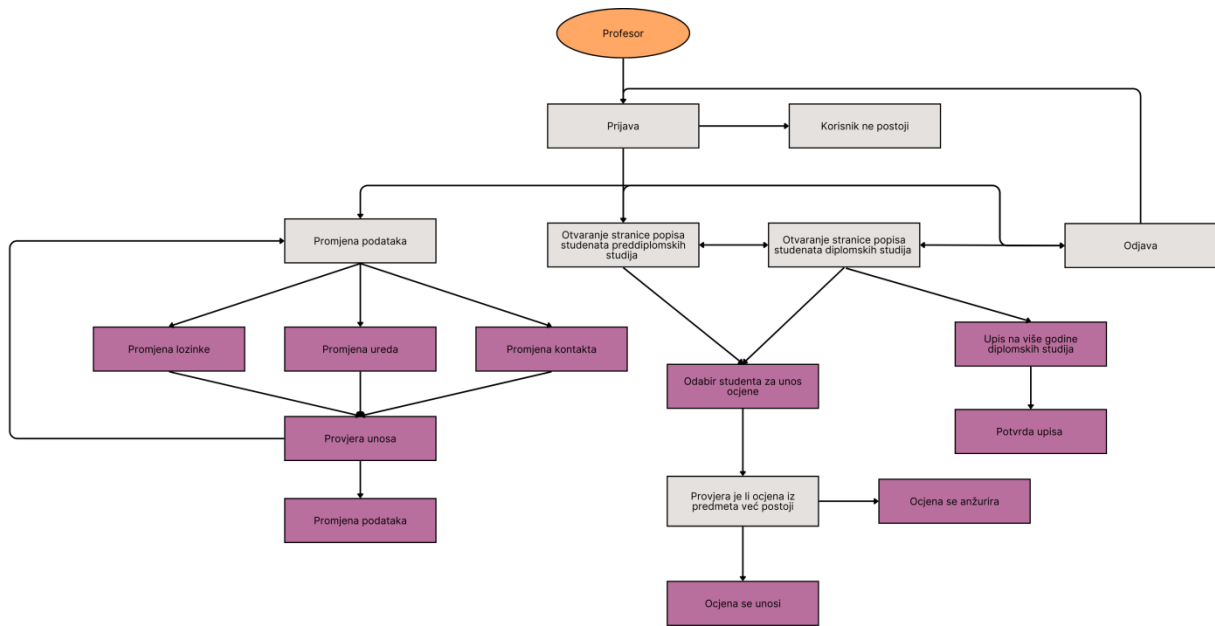 Profesor
Prijava
Korisnik ne postoji
Promjena podataka
Otvaranje stranice popisa
studenata preddiplomskih
studija
Otvaranje stranice popisa
studenata diplomskih studija
Odjava
Promjena lozinke
Promjena ureda
Promjena kontakta
Upis na više godine
diplomskih studija
Odabir studenta za unos
ocjene
Provjera unosa
Potvrda upisa
Provjera je li ocjena iz
predmeta već postoji
Ocjena se anžurira
Promjena podataka
Ocjena se unosi